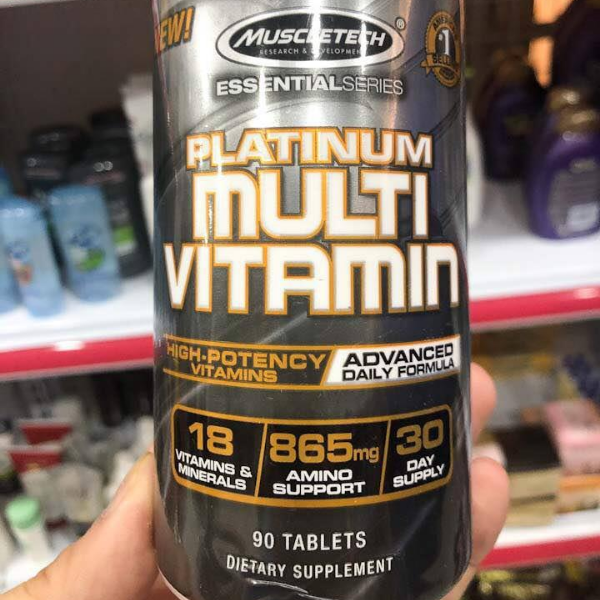 NEW!
MUSCLETECH®
RESEARCH & DEVELOPMENT
#1
ESSENTIALSERIES
PLATINUM
MULTI
VITAMIN
HIGH-POTENCY
VITAMINS
ADVANCED
DAILY FORMULA
18
VITAMINS &
MINERALS
865mg
AMINO
SUPPORT
30
DAY
SUPPLY
90 TABLETS
DIETARY SUPPLEMENT